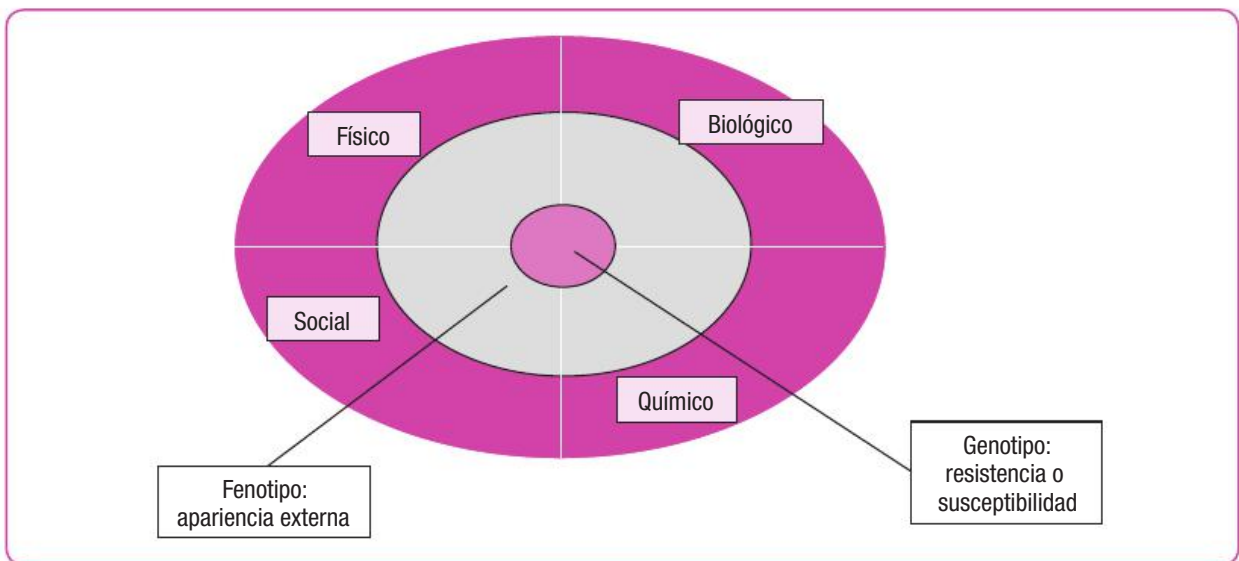 Físico
Biológico
Social
Químico
Fenotipo:
apariencia externa
Genotipo:
resistencia o
susceptibilidad